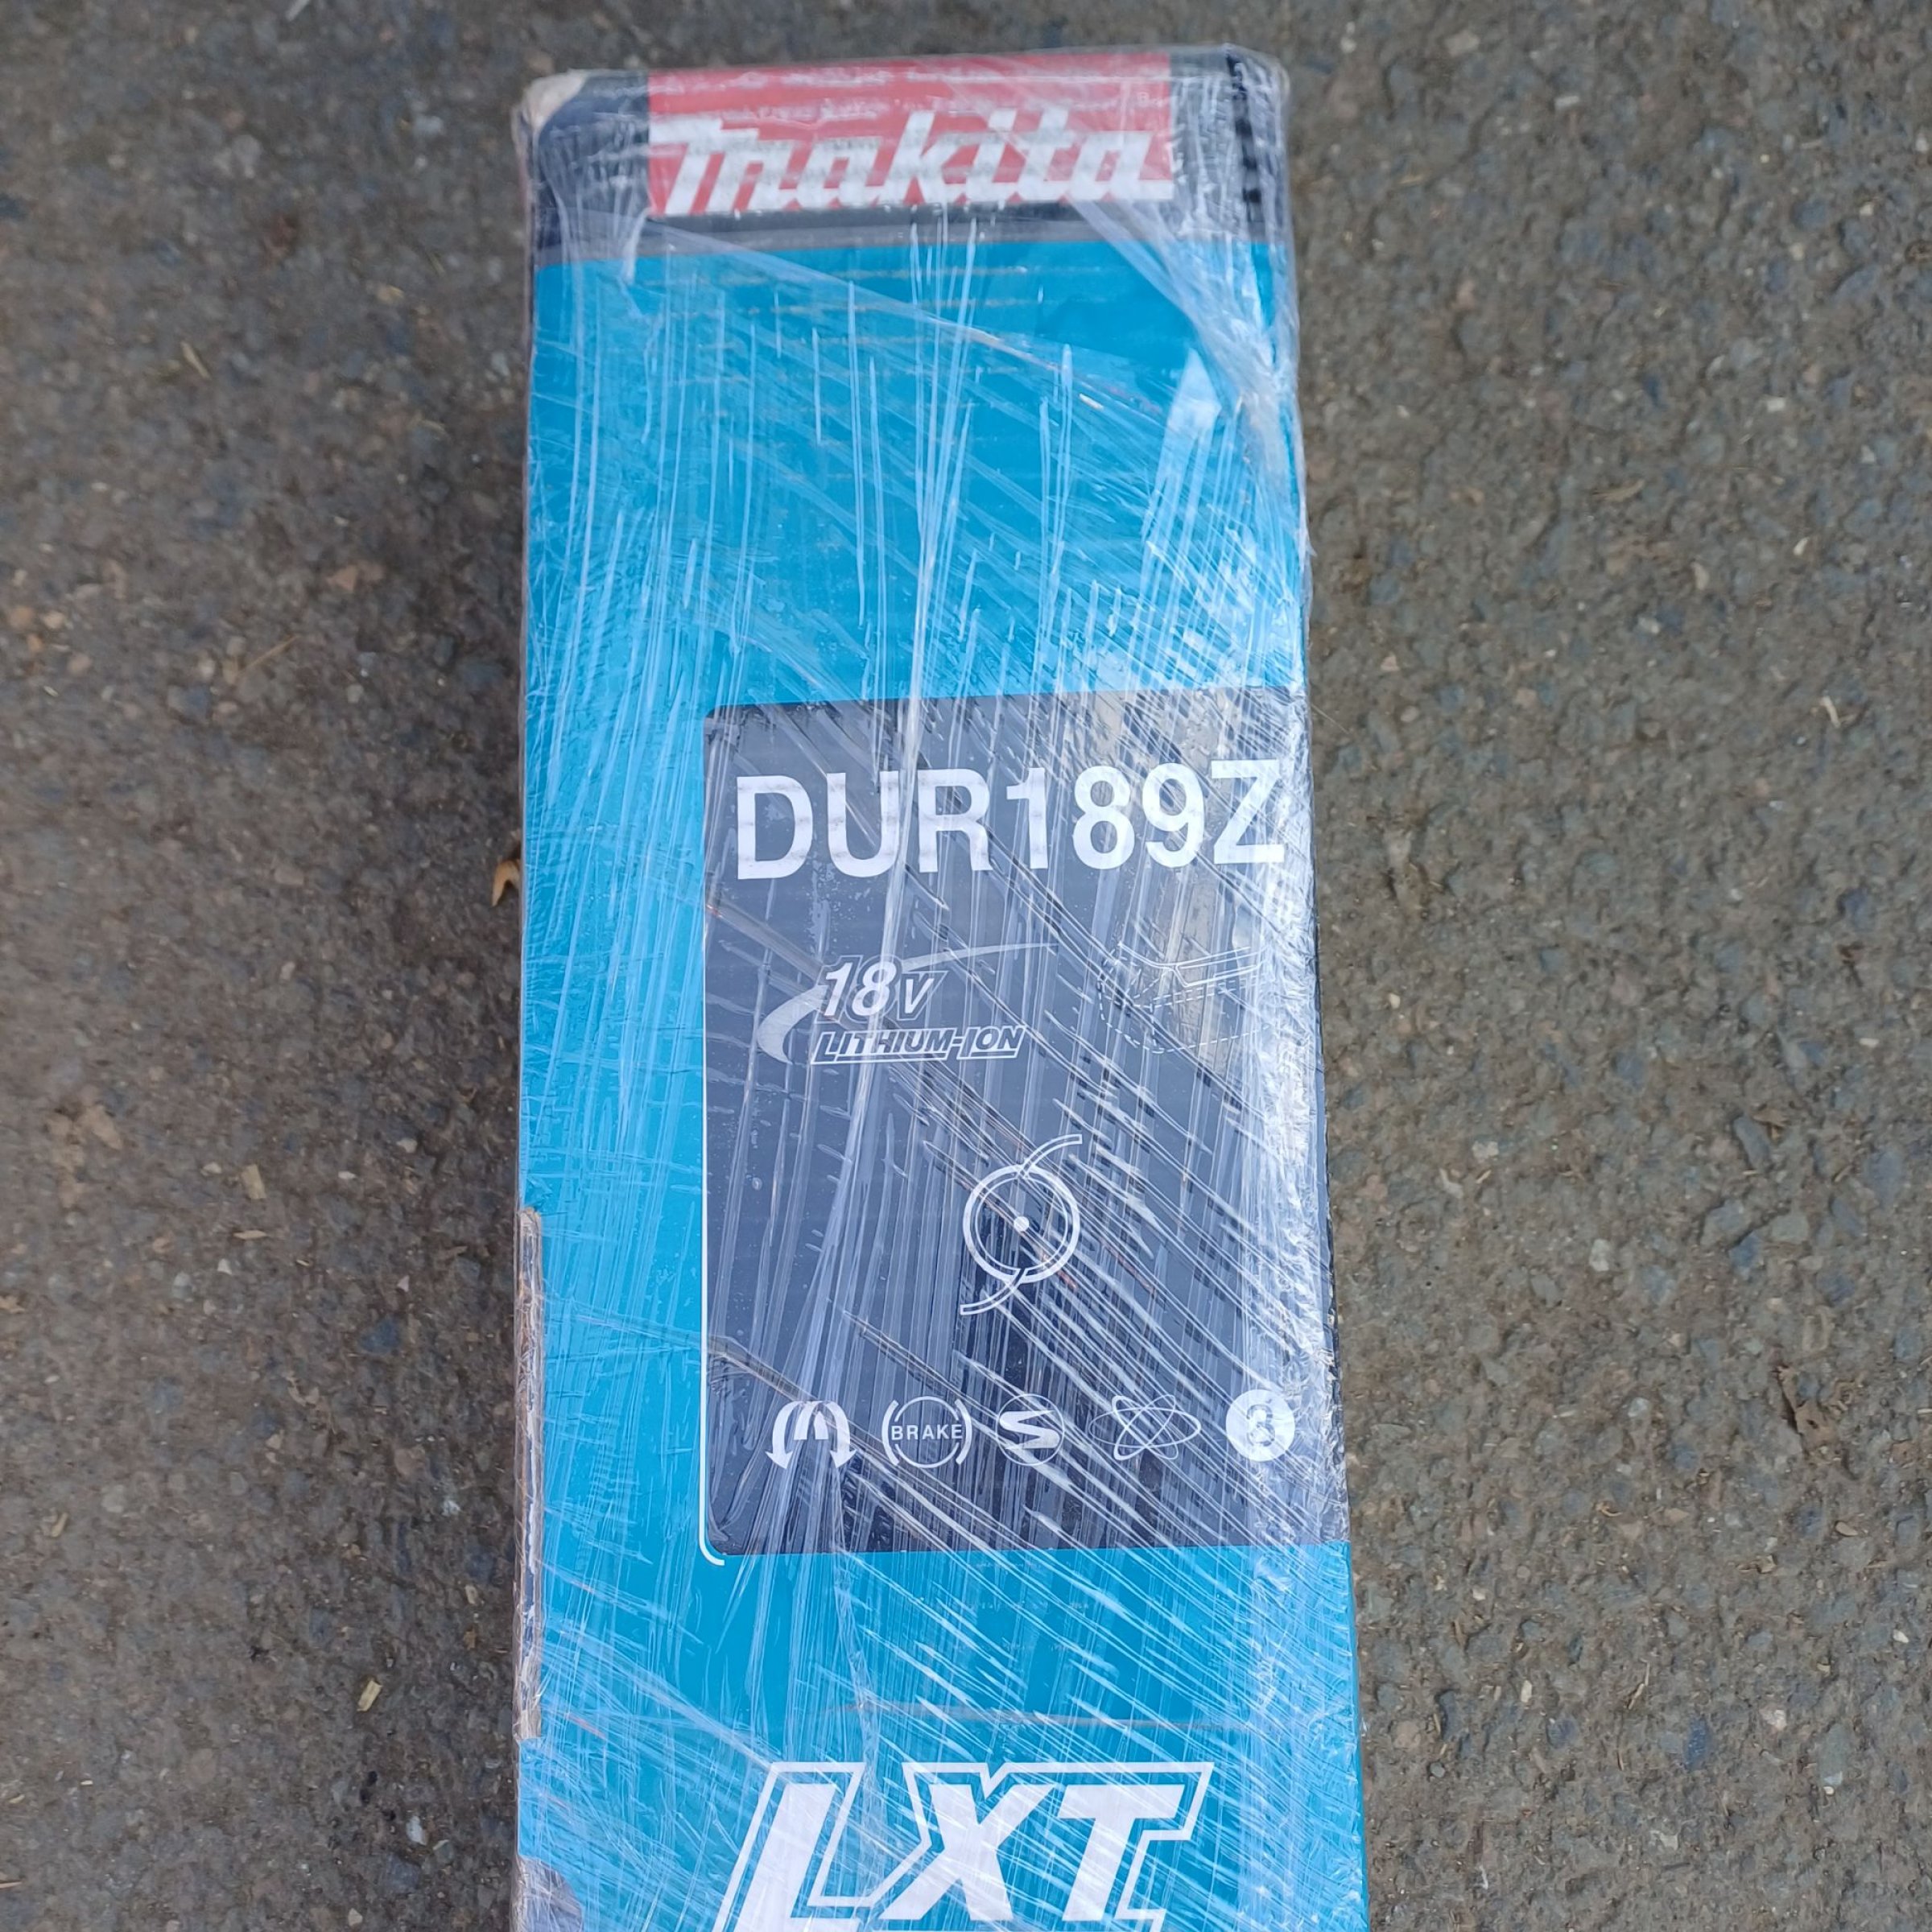 makita
DUR189Z
18V
LITHIUM-ION
BRAKE
LXT